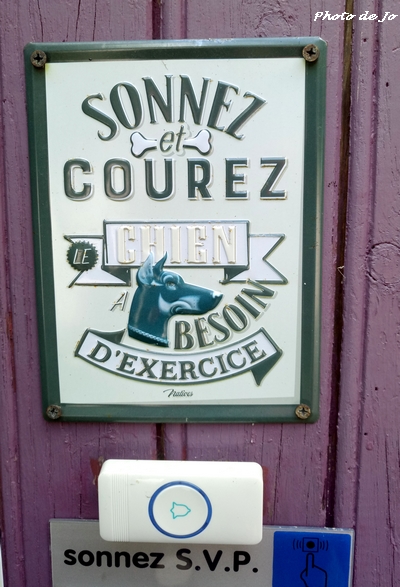 Photo de Jo
SONNEZ
et
COUREZ
LE CHIEN
A BESOIN
D'EXERCICE
Natives
sonnez S.V.P.